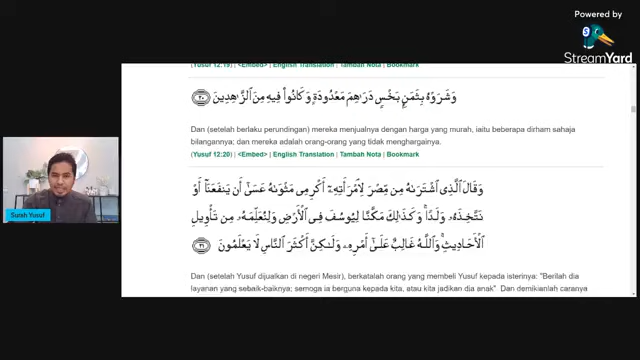 Powered by
StreamYard
(Yusuf 12:19) | <Embed> | English Translation | Tambah Nota | Bookmark
وَشَرَوْهُ بِثَمَنٍۭ بَخْسٍ دَرَٰهِمَ مَعْدُودَةٍ وَكَانُوا۟ فِيهِ مِنَ ٱلزَّٰهِدِينَ ﴿٢٠﴾
Dan (setelah berlaku perundingan) mereka menjualnya dengan harga yang murah, iaitu beberapa dirham sahaja
bilangannya; dan mereka adalah orang-orang yang tidak menghargainya.
(Yusuf 12:20) | <Embed> | English Translation | Tambah Nota | Bookmark
وَقَالَ ٱلَّذِى ٱشْتَرَىٰهُ مِن مِّصْرَ لِٱمْرَأَتِهِۦٓ أَكْرِمِى مَثْوَىٰهُ عَسَىٰٓ أَن يَنفَعَنَآ أَوْ
نَتَّخِذَهُۥ وَلَدًا ۚ وَكَذَٰلِكَ مَكَّنَّا لِيُوسُفَ فِى ٱلْأَرْضِ وَلِنُعَلِّمَهُۥ مِن تَأْوِيلِ
ٱلْأَحَادِيثِ ۚ وَٱللَّهُ غَالِبٌ عَلَىٰٓ أَمْرِهِۦ وَلَٰكِنَّ أَكْثَرَ ٱلنَّاسِ لَا يَعْلَمُونَ ﴿٢١﴾
Dan (setelah Yusuf dijualkan di negeri Mesir), berkatalah orang yang membeli Yusuf kepada isterinya: "Berilah dia
layanan yang sebaik-baiknya; semoga ia berguna kepada kita, atau kita jadikan dia anak" Dan demikianlah caranya
Surah Yusuf